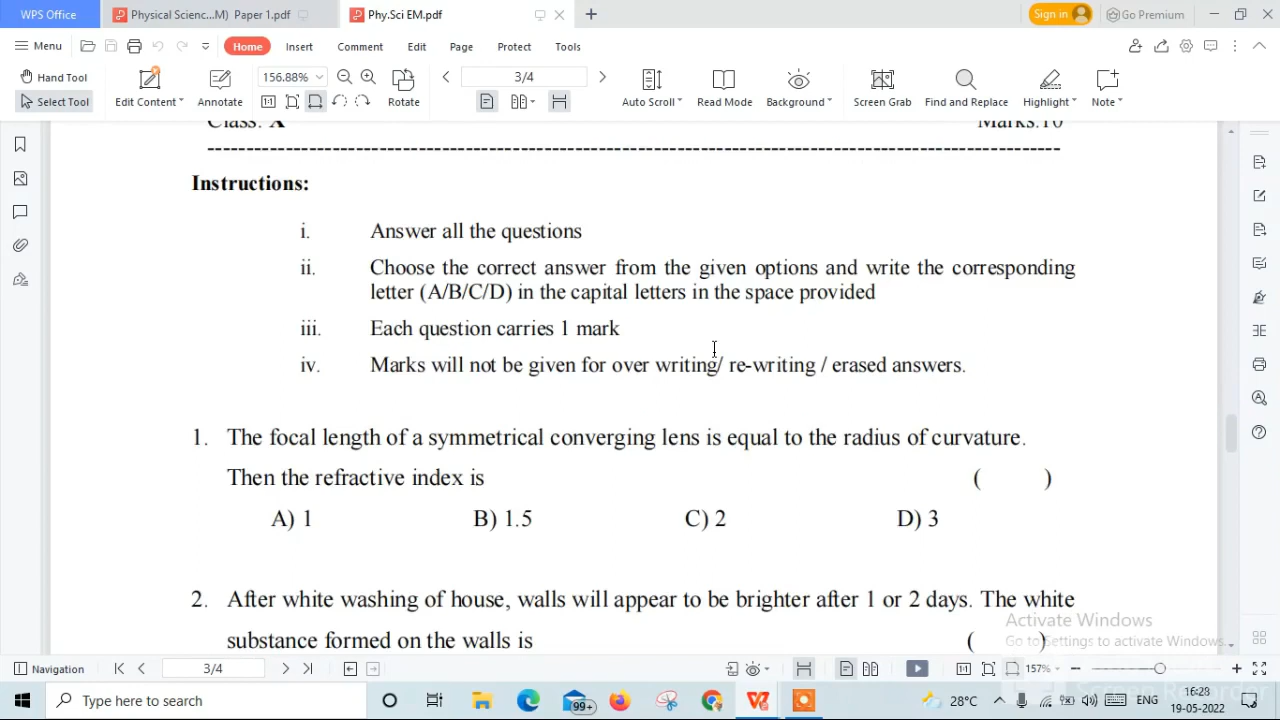 WPS Office
Physical Scienc...M) Paper 1.pdf
Phy.Sci EM.pdf
Sign in
Go Premium
Menu
Home
Insert
Comment
Edit
Page
Protect
Tools
Hand Tool
Select Tool
Edit Content
Annotate
156.88%
Rotate
3/4
Auto Scroll
Read Mode
Background
Screen Grab
Find and Replace
Highlight
Note
Class: X Marks:10
Instructions:
i. Answer all the questions
ii. Choose the correct answer from the given options and write the corresponding
letter (A/B/C/D) in the capital letters in the space provided
iii. Each question carries 1 mark
iv. Marks will not be given for over writing/ re-writing / erased answers.
1. The focal length of a symmetrical converging lens is equal to the radius of curvature.
Then the refractive index is ( )
A) 1 B) 1.5 C) 2 D) 3
2. After white washing of house, walls will appear to be brighter after 1 or 2 days. The white
substance formed on the walls is ( )
Activate Windows
Go to Settings to activate Windows.
Navigation
3/4
157%
Type here to search
99+
28°C
ENG
16:28
19-05-2022